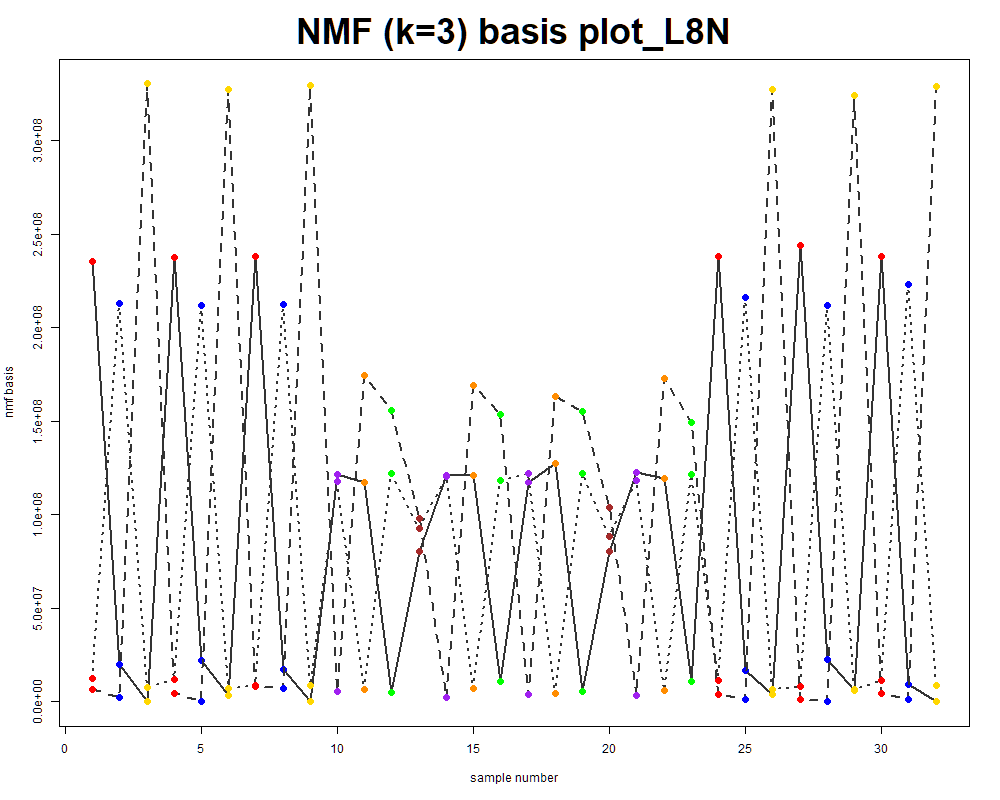 NMF (k=3) basis plot_L8N
nmf basis
3.0e+08
2.5e+08
2.0e+08
1.5e+08
1.0e+08
5.0e+07
0.0e+00
0 5 10 15 20 25 30
sample number